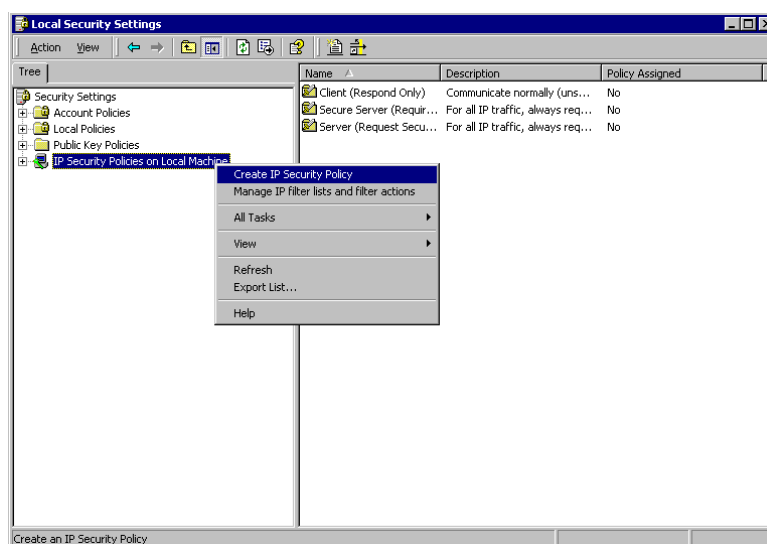 Local Security Settings
Action View
Tree
Name Description Policy Assigned
Security Settings
Account Policies
Local Policies
Public Key Policies
IP Security Policies on Local Machine
Client (Respond Only) Communicate normally (uns... No
Secure Server (Requir... For all IP traffic, always req... No
Server (Request Secu... For all IP traffic, always req... No
Create IP Security Policy
Manage IP filter lists and filter actions
All Tasks
View
Refresh
Export List...
Help
Create an IP Security Policy